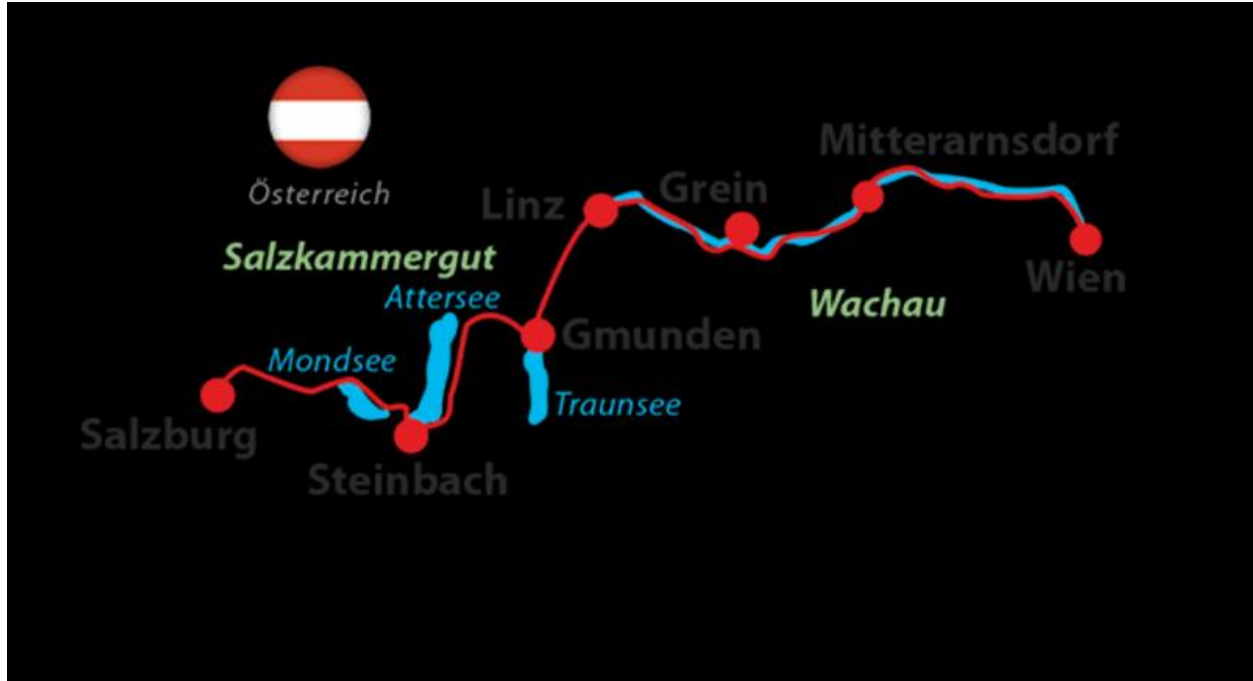 Österreich
Mitterarnsdorf
Grein
Linz
Salzkammergut
Attersee
Wien
Wachau
Gmunden
Mondsee
Traunsee
Salzburg
Steinbach